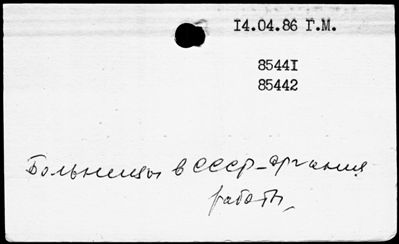 14.04.86 Г.М.
85441
85442
Больницы в СССР - организация
работы,